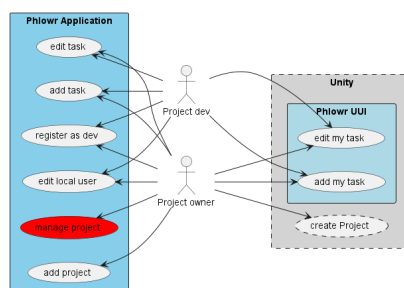 Phlowr Application
edit task
add task
register as dev
edit local user
manage project
add project
Project dev
Project owner
Unity
Phlowr UUI
edit my task
add my task
create Project